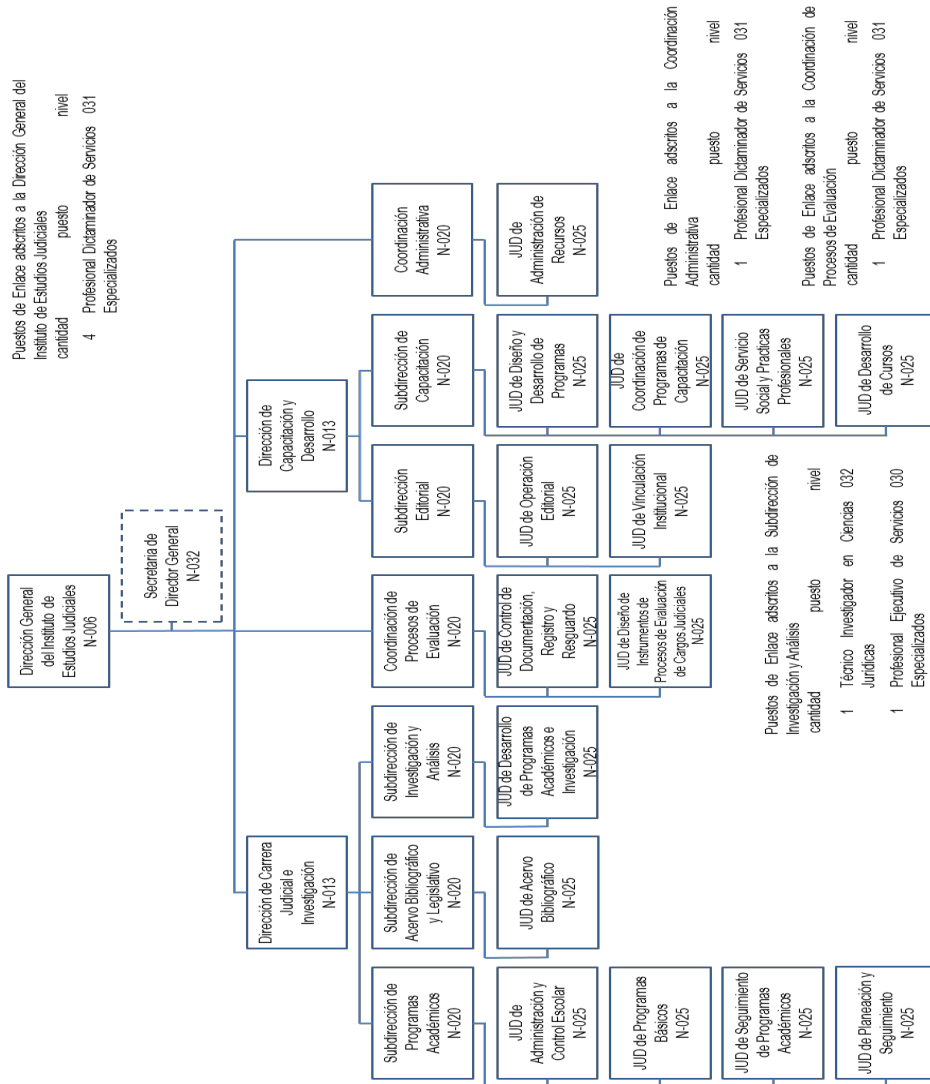 Puestos de Enlace adscritos a la Dirección General del
Instituto de Estudios Judiciales
cantidad puesto nivel
4 Profesional Dictaminador de Servicios 031
Especializados
Dirección General
del Instituto de
Estudios Judiciales
N-006
Secretaria de
Director General
N-032
Dirección de Carrera
Judicial e
Investigación
N-013
Dirección de
Capacitación y
Desarrollo
N-013
Subdirección de
Programas
Académicos
N-020
Subdirección de
Acervo Bibliográfico
y Legislativo
N-020
Subdirección de
Investigación y
Análisis
N-020
Coordinación de
Procesos de
Evaluación
N-020
Subdirección
Editorial
N-020
Subdirección de
Capacitación
N-020
Coordinación
Administrativa
N-020
JUD de
Administración y
Control Escolar
N-025
JUD de Acervo
Bibliográfico
N-025
JUD de Desarrollo
de Programas
Académicos e
Investigación
N-025
JUD de Control de
Documentación,
Registro y
Resguardo
N-025
JUD de Operación
Editorial
N-025
JUD de Diseño y
Desarrollo de
Programas
N-025
JUD de
Administración de
Recursos
N-025
JUD de Programas
Básicos
N-025
JUD de Diseño de
Instrumentos de
Procesos de Evaluación
de Cargos Judiciales
N-025
JUD de Vinculación
Institucional
N-025
JUD de
Coordinación de
Programas de
Capacitación
N-025
JUD de Seguimiento
de Programas
Académicos
N-025
JUD de Servicio
Social y Practicas
Profesionales
N-025
JUD de Planeación y
Seguimiento
N-025
JUD de Desarrollo
de Cursos
N-025
Puestos de Enlace adscritos a la Subdirección de
Investigación y Análisis
cantidad puesto nivel
1 Técnico Investigador en Ciencias 032
Jurídicas
1 Profesional Ejecutivo de Servicios 030
Especializados
Puestos de Enlace adscritos a la Coordinación
Administrativa
cantidad puesto nivel
1 Profesional Dictaminador de Servicios 031
Especializados
Puestos de Enlace adscritos a la Coordinación de
Procesos de Evaluación
cantidad puesto nivel
1 Profesional Dictaminador de Servicios 031
Especializados